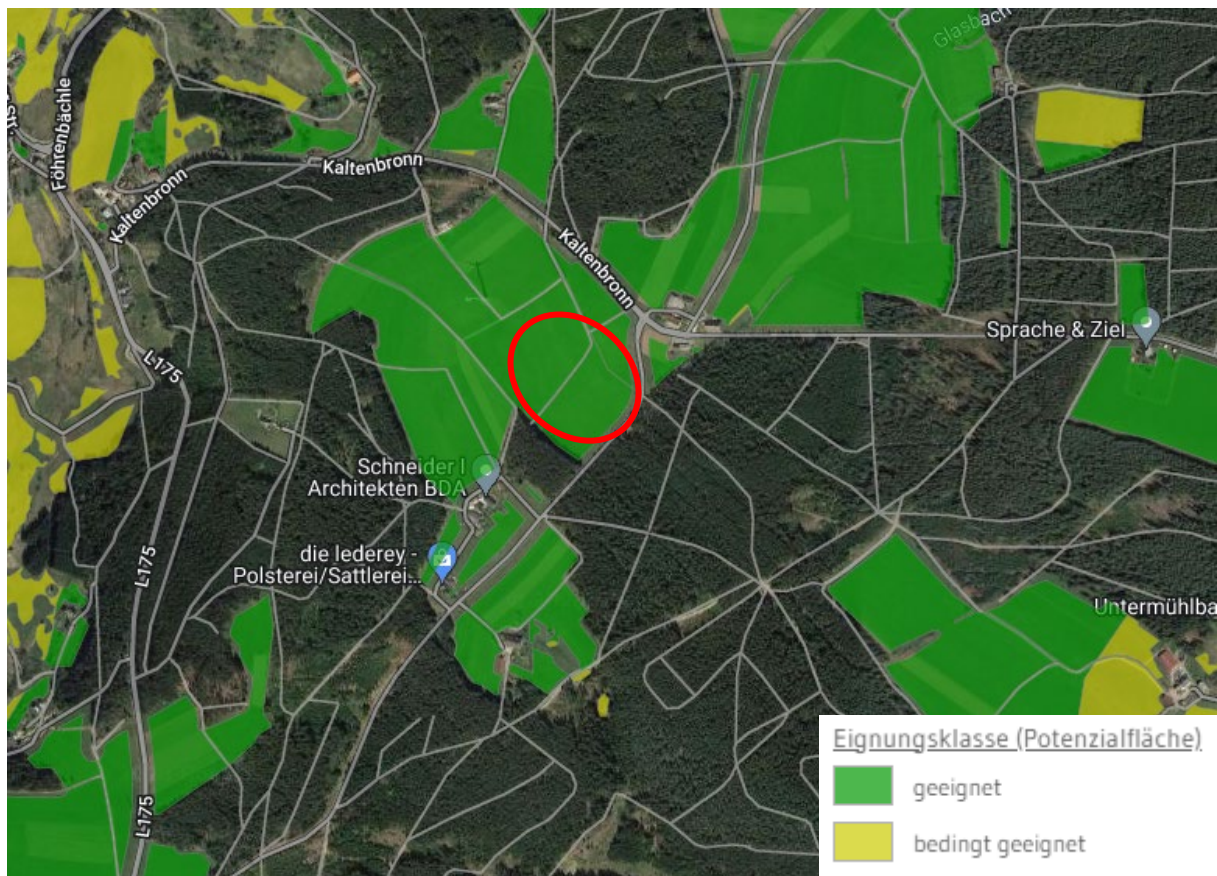 Glasbach
Föhrenbächle
Kaltenbronn
Kaltenbronn
Kaltenbronn
L175
Sprache & Ziel
Schneider I
Architekten BDA
die lederey -
Polsterei/Sattlerei...
L175
Untermühlba
L175
Eignungsklasse (Potenzialfläche)
geeignet
bedingt geeignet